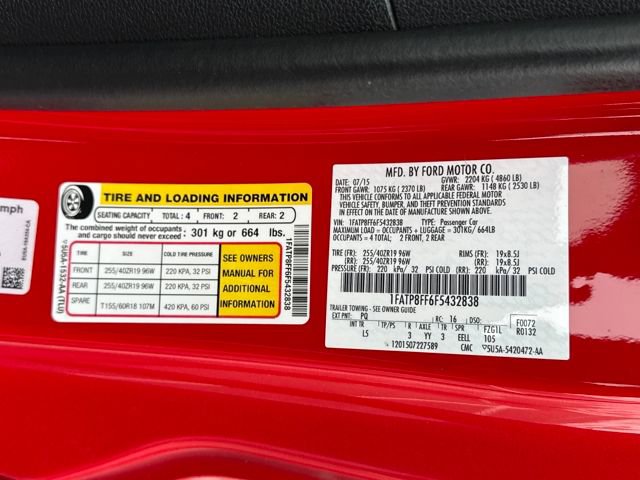 mph
TIRE AND LOADING INFORMATION
SEATING CAPACITY TOTAL : 4 FRONT : 2 REAR : 2
The combined weight of occupants and cargo should never exceed : 301 kg or 664 lbs.
TIRE SIZE COLD TIRE PRESSURE
FRONT 255/40ZR19 96W 220 KPA, 32 PSI
REAR 255/40ZR19 96W 220 KPA, 32 PSI
SPARE T155/60R18 107M 420 KPA, 60 PSI
SEE OWNERS
MANUAL FOR
ADDITIONAL
INFORMATION
5U5A-1532-AA (TLU)
1FATP8FF6F5432838
MFD. BY FORD MOTOR CO.
DATE: 07/15 GVWR: 2204 KG ( 4860 LB)
FRONT GAWR: 1075 KG ( 2370 LB) REAR GAWR: 1148 KG ( 2530 LB)
THIS VEHICLE CONFORMS TO ALL APPLICABLE FEDERAL MOTOR
VEHICLE SAFETY, BUMPER, AND THEFT PREVENTION STANDARDS
IN EFFECT ON THE DATE OF MANUFACTURE SHOWN ABOVE.
VIN: 1FATP8FF6F5432838 TYPE: Passenger Car
MAXIMUM LOAD = OCCUPANTS + LUGGAGE = 301KG/ 664LB
OCCUPANTS = 4 TOTAL; 2 FRONT, 2 REAR
TIRE (FR): 255/40ZR19 96W RIMS (FR): 19x8.5J
TIRE (RR): 255/40ZR19 96W RIMS (RR): 19x8.5J
PRESSURE (FR) 220 kPa/ 32 PSI COLD (RR) 220 kPa/ 32 PSI COLD
1FATP8FF6F5432838
TRAILER TOWING - SEE OWNER GUIDE
EXT PNT: PQ RC: 16 DSO: F0072
INT TR TP/PS R AXLE TR SPR FZG1L R0132
L5 3 YY 3 EELL 105
1201507227589 CMC 5U5A-5420472-AA